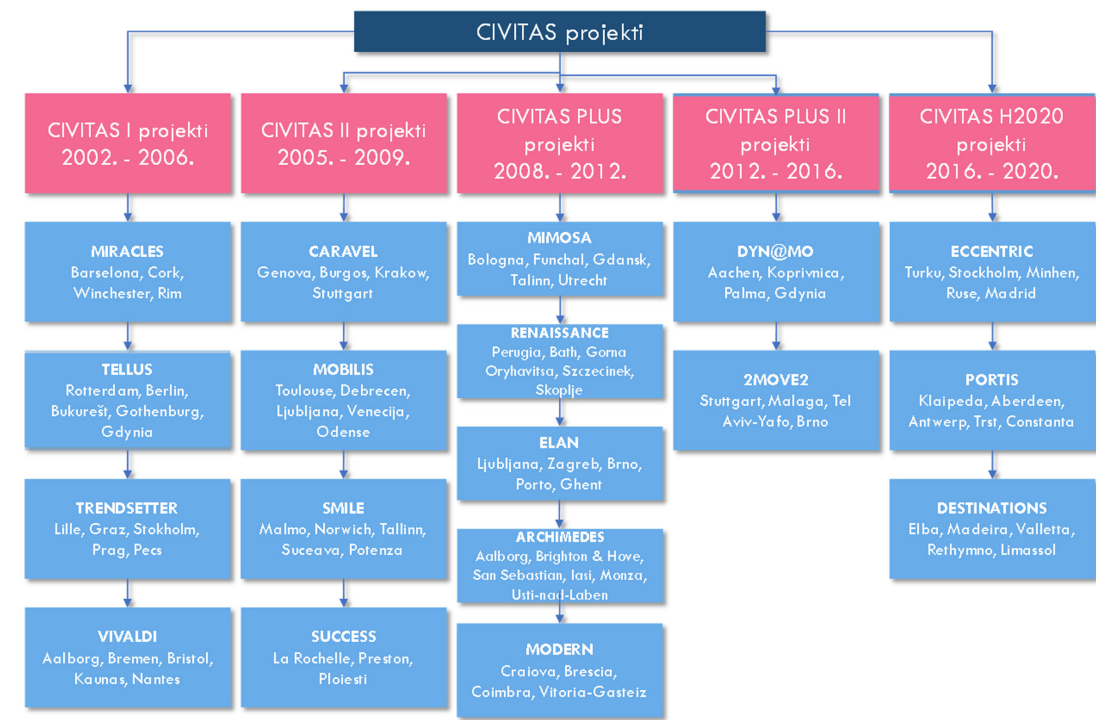 CIVITAS projekti
CIVITAS I projekti
2002. - 2006.
MIRACLES
Barselona, Cork,
Winchester, Rim
TELLUS
Rotterdam, Berlin,
Bukurešt, Gothenburg,
Gdynia
TRENDSETTER
Lille, Graz, Stokholm,
Prag, Pecs
VIVALDI
Aalborg, Bremen, Bristol,
Kaunas, Nantes
CIVITAS II projekti
2005. - 2009.
CARAVEL
Genova, Burgos, Krakow,
Stuttgart
MOBILIS
Toulouse, Debrecen,
Ljubljana, Venecija,
Odense
SMILE
Malmo, Norwich, Tallinn,
Suceava, Potenza
SUCCESS
La Rochelle, Preston,
Ploiesti
CIVITAS PLUS
projekti
2008. - 2012.
MIMOSA
Bologna, Funchal, Gdansk,
Talinn, Utrecht
RENAISSANCE
Perugia, Bath, Gorna
Oryhavitsa, Szczecinek,
Skoplje
ELAN
Ljubljana, Zagreb, Brno,
Porto, Ghent
ARCHIMEDES
Aalborg, Brighton & Hove,
San Sebastian, Iasi, Monza,
Usti-nad-Laben
MODERN
Craiova, Brescia,
Coimbra, Vitoria-Gasteiz
CIVITAS PLUS II
projekti
2012. - 2016.
DYN@MO
Aachen, Koprivnica,
Palma, Gdynia
2MOVE2
Stuttgart, Malaga, Tel
Aviv-Yafo, Brno
CIVITAS H2020
projekti
2016. - 2020.
ECCENTRIC
Turku, Stockholm, Minhen,
Ruse, Madrid
PORTIS
Klaipeda, Aberdeen,
Antwerp, Trst, Constanta
DESTINATIONS
Elba, Madeira, Valletta,
Rethymno, Limassol